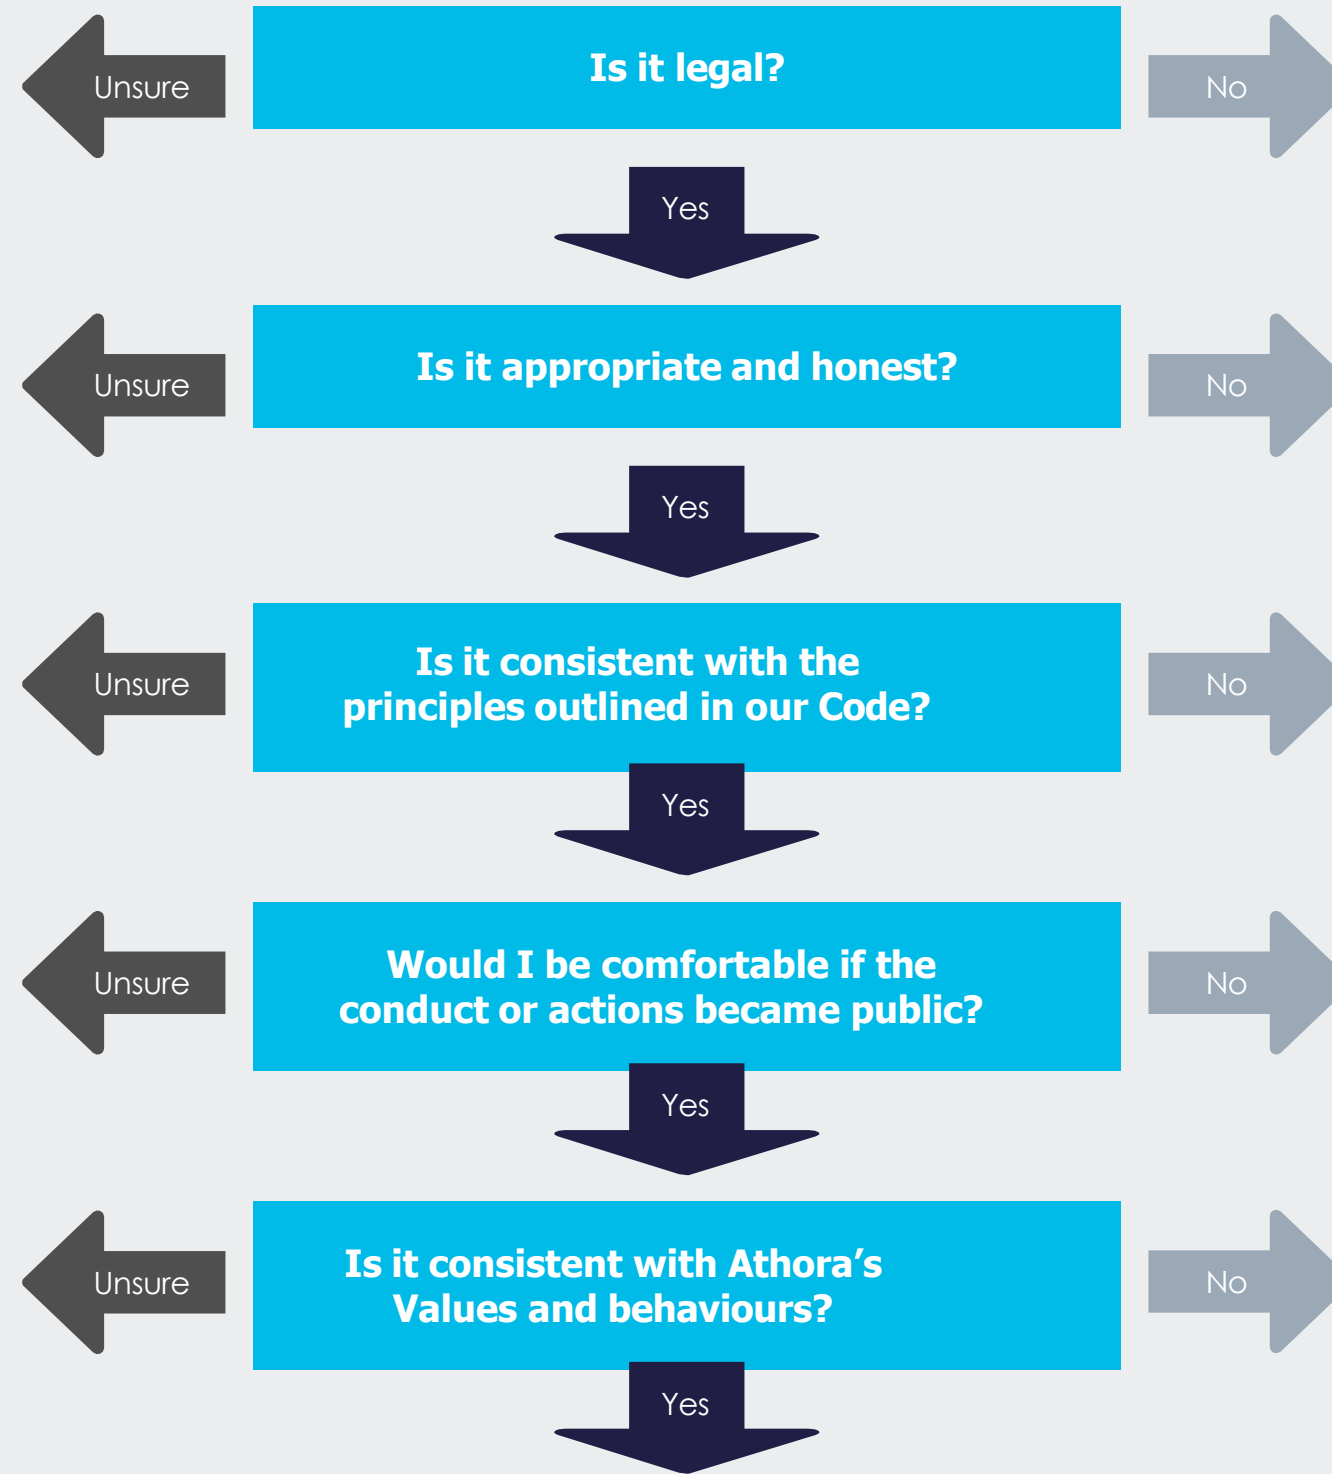 Is it legal?
Unsure
No
Yes
Is it appropriate and honest?
Unsure
No
Yes
Is it consistent with the
principles outlined in our Code?
Unsure
No
Yes
Would I be comfortable if the
conduct or actions became public?
Unsure
No
Yes
Is it consistent with Athora’s
Values and behaviours?
Unsure
No
Yes